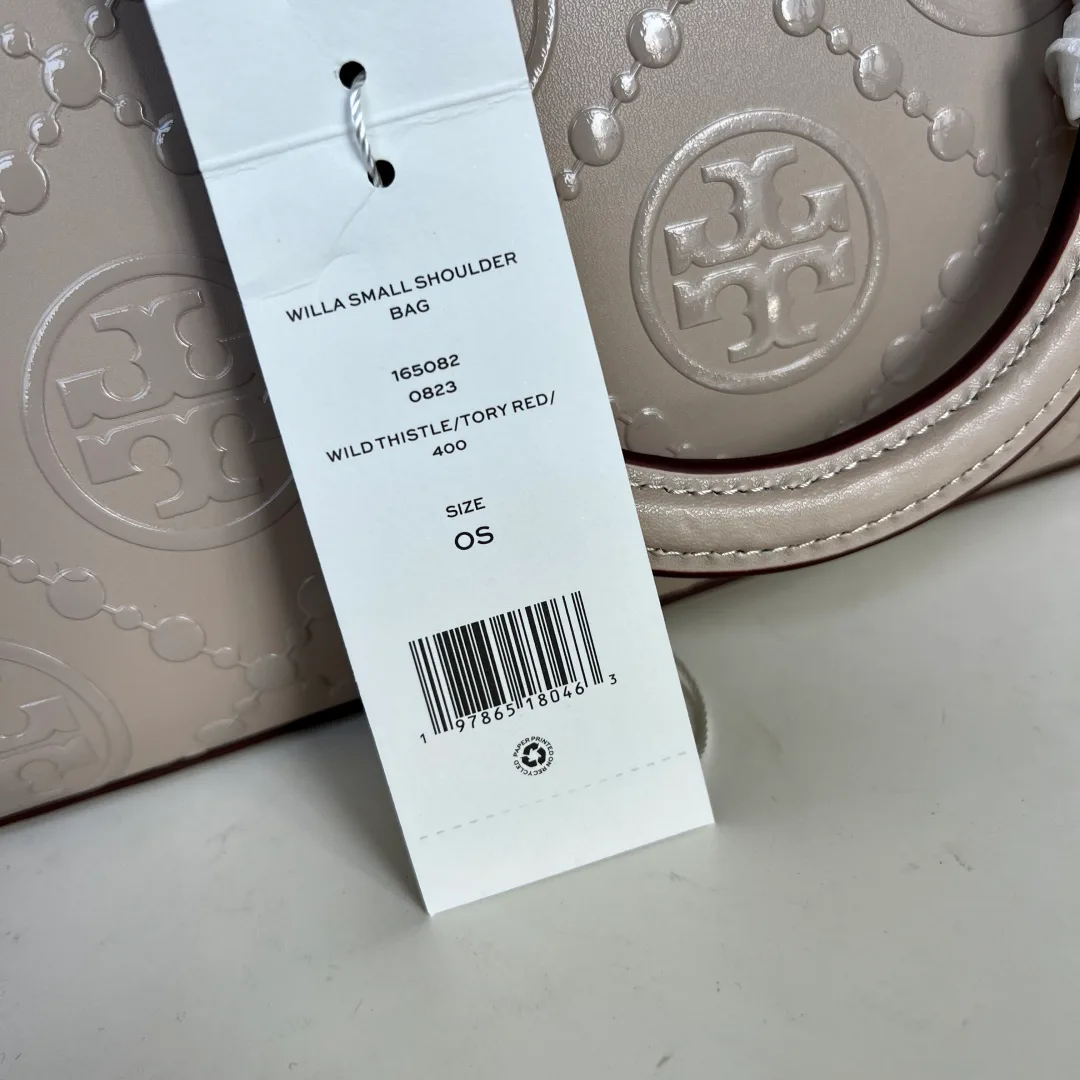 WILLA SMALL SHOULDER
BAG
165082
0823
WILD THISTLE/TORY RED/
400
SIZE
OS
1 97865 18046 3
PAPER PRINTED ON RECYCLED